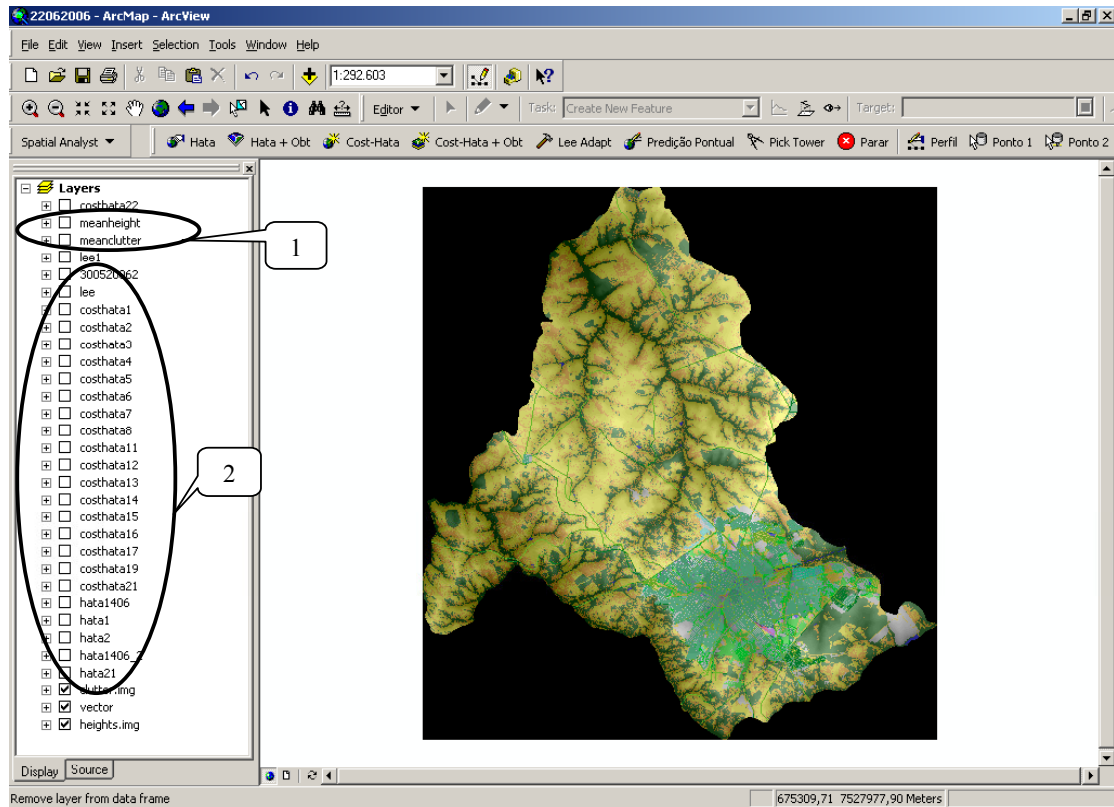 22062006 - ArcMap - ArcView
File Edit View Insert Selection Tools Window Help
1:292.603
Editor Task: Create New Feature Target:
Spatial Analyst Hata Hata + Obt Cost-Hata Cost-Hata + Obt Lee Adapt Predição Pontual Pick Tower Parar Perfil Ponto 1 Ponto 2
Layers
costhata22
meanheight
meanclutter
1
lee1
300520062
lee
costhata1
costhata2
costhata3
costhata4
costhata5
costhata6
costhata7
costhata8
costhata11
costhata12
2
costhata13
costhata14
costhata15
costhata16
costhata17
costhata19
costhata21
hata1406
hata1
hata2
hata1406_2
hata21
clutter.img
vector
heights.img
Display Source
Remove layer from data frame
675309,71 7527977,90 Meters